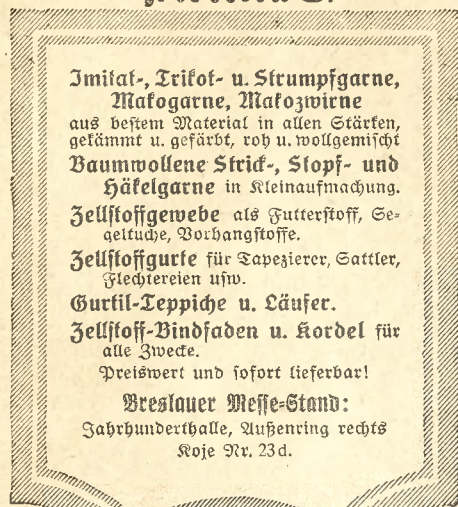 Imitat-, Trikot- u. Strumpfgarne,
Makogarne, Makozwirne
aus bestem Material in allen Stärken,
gekämmt u. gefärbt, roh u. wollgemischt
Baumwollene Strick-, Stopf- und
Häkelgarne in Kleinaufmachung.
Zellstoffgewebe als Futterstoff, Se-
geltuche, Vorhangstoffe.
Zellstoffgurte für Tapezierer, Sattler,
Flechtereien usw.
Gurtil-Teppiche u. Läufer.
Zellstoff-Bindfaden u. Kordel für
alle Zwecke.
Preiswert und sofort lieferbar!
Breslauer Messe-Stand:
Jahrhunderthalle, Außenring rechts
Koje Nr. 23d.